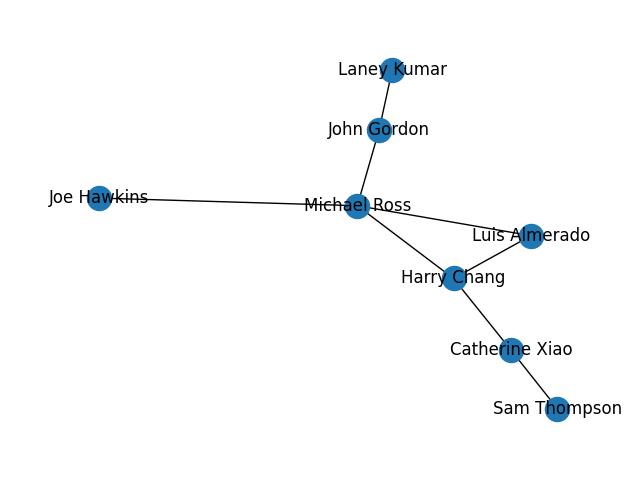 Laney Kumar
John Gordon
Joe Hawkins
Michael Ross
Luis Almerado
Harry Chang
Catherine Xiao
Sam Thompson